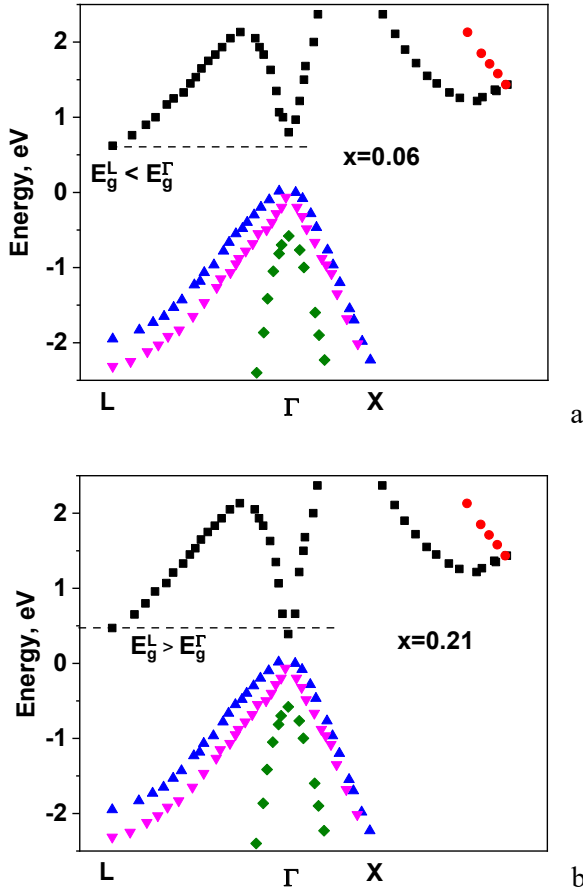 2
1
0
-1
-2
Energy, eV
E_g^L < E_g^Γ
x=0.06
L Γ X
a
2
1
0
-1
-2
Energy, eV
E_g^L > E_g^Γ
x=0.21
L Γ X
b